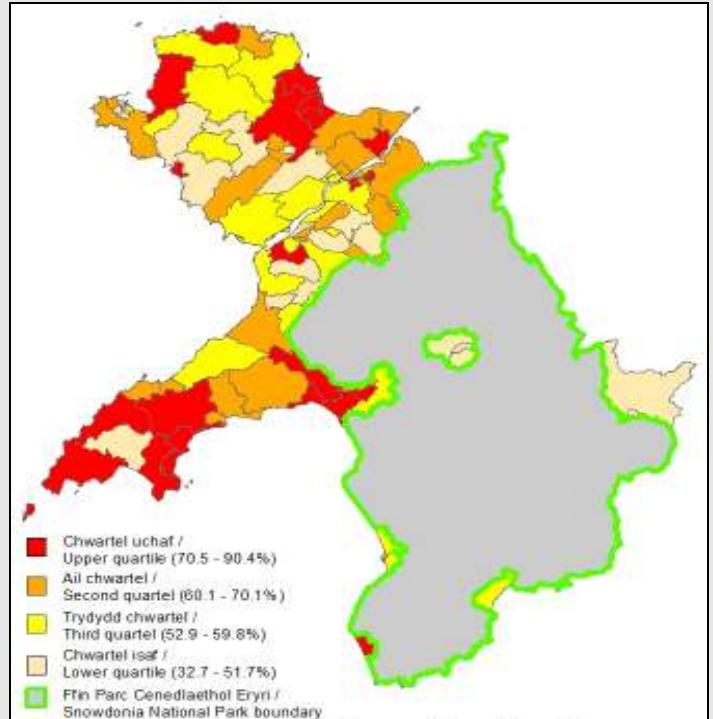 Chwartel uchaf /
Upper quartile (70.5 - 90.4%)
Ail chwartel /
Second quartel (60.1 - 70.1%)
Trydydd chwartel /
Third quartel (52.9 - 59.8%)
Chwartel isaf /
Lower quartile (32.7 - 51.7%)
Ffin Parc Cenedlaethol Eryri /
Snowdonia National Park boundary